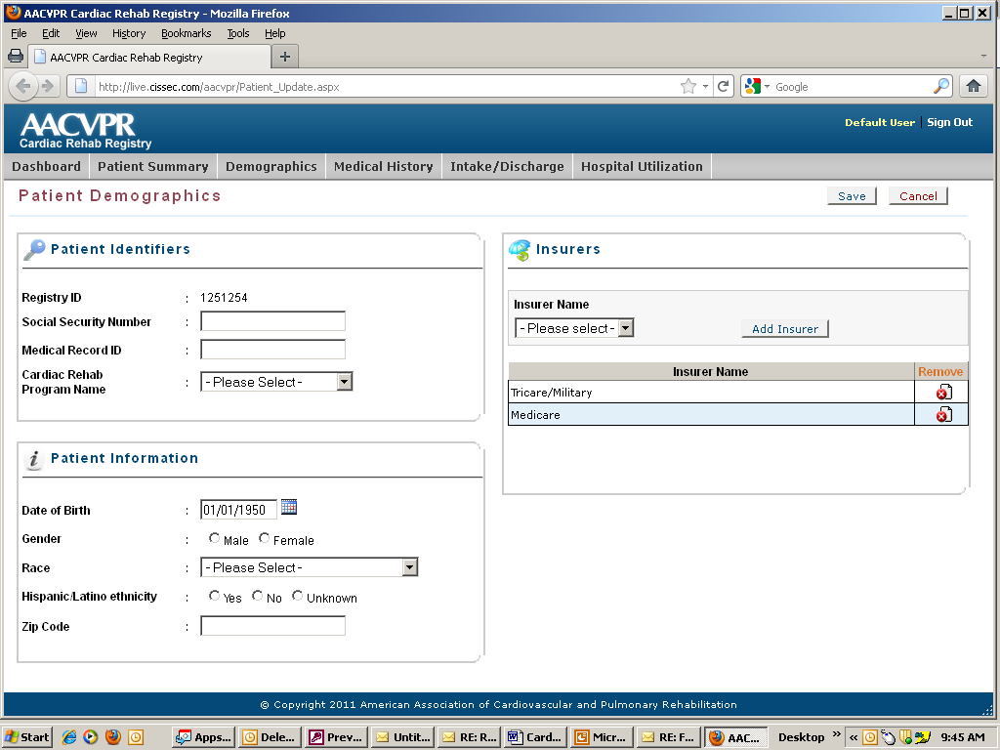 AACVPR Cardiac Rehab Registry - Mozilla Firefox
File Edit View History Bookmarks Tools Help
AACVPR Cardiac Rehab Registry
http://live.cissec.com/aacvpr/Patient_Update.aspx
Google
AACVPR
Cardiac Rehab Registry
Default User Sign Out
Dashboard Patient Summary Demographics Medical History Intake/Discharge Hospital Utilization
Patient Demographics
Save Cancel
Patient Identifiers
Registry ID : 1251254
Social Security Number :
Medical Record ID :
Cardiac Rehab
Program Name : - Please Select -
Patient Information
Date of Birth : 01/01/1950
Gender : Male Female
Race : - Please Select -
Hispanic/Latino ethnicity : Yes No Unknown
Zip Code :
Insurers
Insurer Name
- Please select - Add Insurer
Insurer Name Remove
Tricare/Military
Medicare
© Copyright 2011 American Association of Cardiovascular and Pulmonary Rehabilitation
Start Apps... Dele... Prev... Untit... RE: R... Card... Micr... RE: F... AAC... Desktop » « 9:45 AM